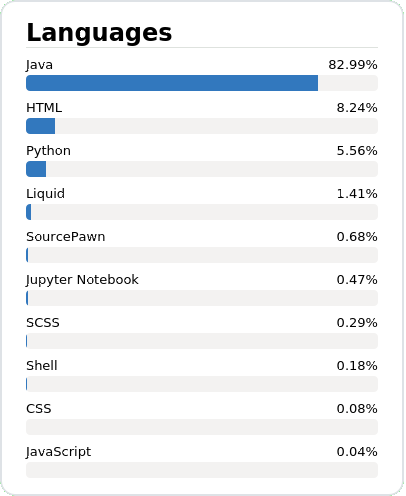 Languages
Java 82.99%
HTML 8.24%
Python 5.56%
Liquid 1.41%
SourcePawn 0.68%
Jupyter Notebook 0.47%
SCSS 0.29%
Shell 0.18%
CSS 0.08%
JavaScript 0.04%